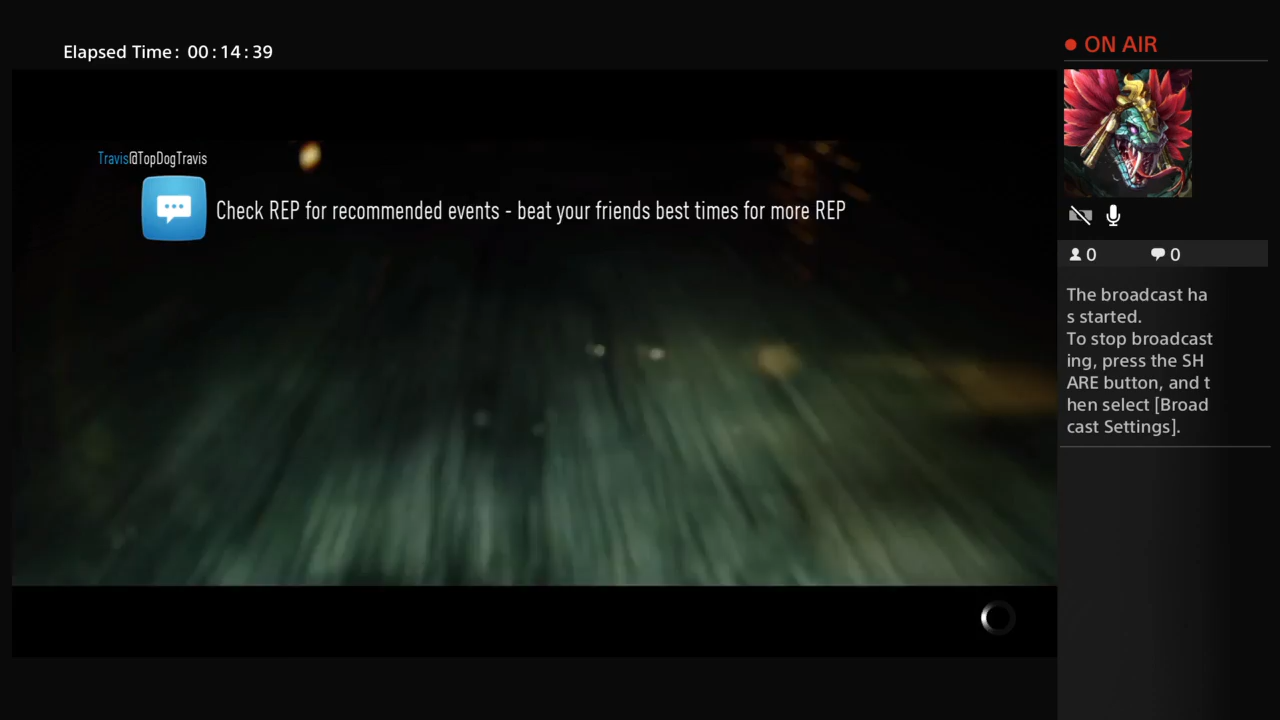 Elapsed Time: 00:14:39
ON AIR
Travis@TopDogTravis
Check REP for recommended events - beat your friends best times for more REP
0 0
The broadcast ha
s started.
To stop broadcast
ing, press the SH
ARE button, and t
hen select [Broad
cast Settings].